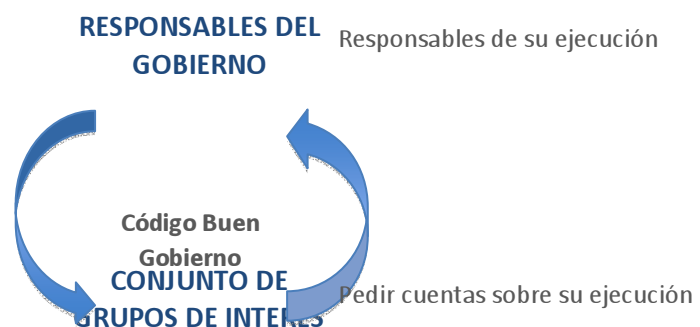 RESPONSABLES DEL
GOBIERNO
Responsables de su ejecución
Código Buen
Gobierno
CONJUNTO DE
GRUPOS DE INTERÉS
Pedir cuentas sobre su ejecución